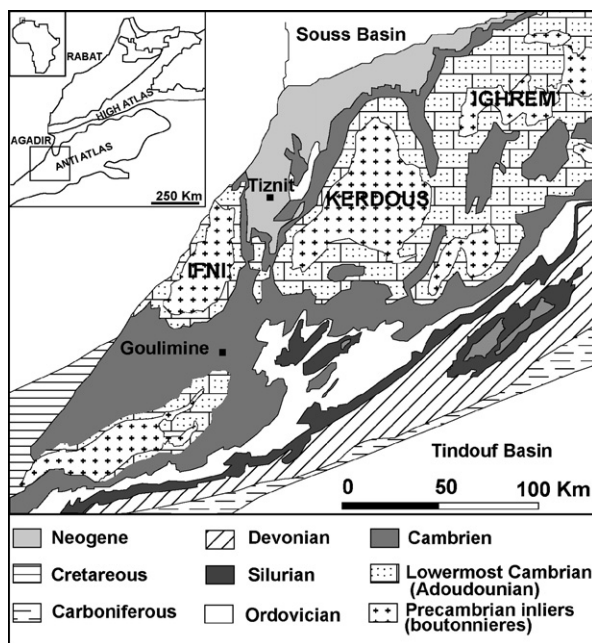 Souss Basin
RABAT
HIGH ATLAS
AGADIR
ANTI ATLAS
250 Km
IGHREM
Tiznit
KERDOUS
IFNI
Goulimine
Tindouf Basin
0 50 100 Km
Neogene Devonian Cambrien
Cretareous Silurian Lowermost Cambrian
(Adoudounian)
Carboniferous Ordovician Precambrian inliers
(boutonnieres)